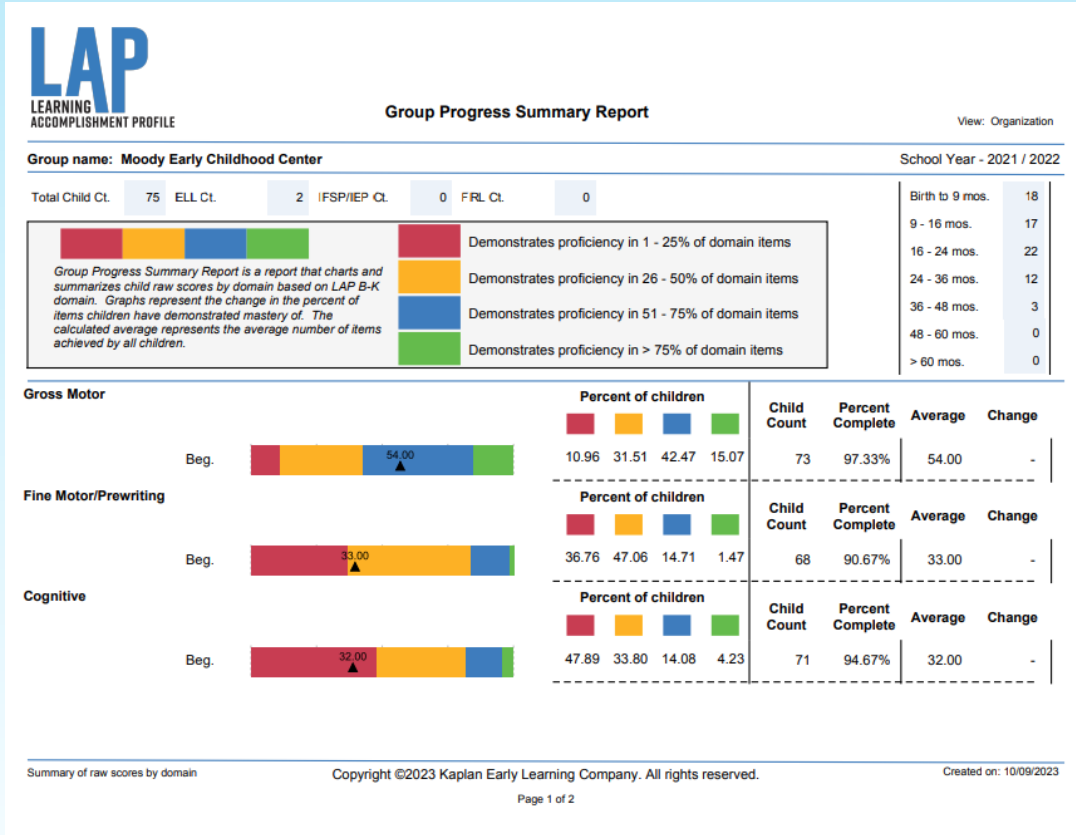 LAP
LEARNING
ACCOMPLISHMENT PROFILE
Group Progress Summary Report
View: Organization
Group name: Moody Early Childhood Center
School Year - 2021 / 2022
Total Child Ct. 75 ELL Ct. 2 IFSP/IEP Ct. 0 FRL Ct. 0
Birth to 9 mos. 18
9 - 16 mos. 17
16 - 24 mos. 22
24 - 36 mos. 12
36 - 48 mos. 3
48 - 60 mos. 0
> 60 mos. 0
Group Progress Summary Report is a report that charts and
summarizes child raw scores by domain based on LAP B-K
domain. Graphs represent the change in the percent of
items children have demonstrated mastery of. The
calculated average represents the average number of items
achieved by all children.
Demonstrates proficiency in 1 - 25% of domain items
Demonstrates proficiency in 26 - 50% of domain items
Demonstrates proficiency in 51 - 75% of domain items
Demonstrates proficiency in > 75% of domain items
Gross Motor
Percent of children
Child Count Percent Complete Average Change
Beg. 54.00 10.96 31.51 42.47 15.07 73 97.33% 54.00 -
Fine Motor/Prewriting
Percent of children
Child Count Percent Complete Average Change
Beg. 33.00 36.76 47.06 14.71 1.47 68 90.67% 33.00 -
Cognitive
Percent of children
Child Count Percent Complete Average Change
Beg. 32.00 47.89 33.80 14.08 4.23 71 94.67% 32.00 -
Summary of raw scores by domain
Copyright ©2023 Kaplan Early Learning Company. All rights reserved.
Created on: 10/09/2023
Page 1 of 2